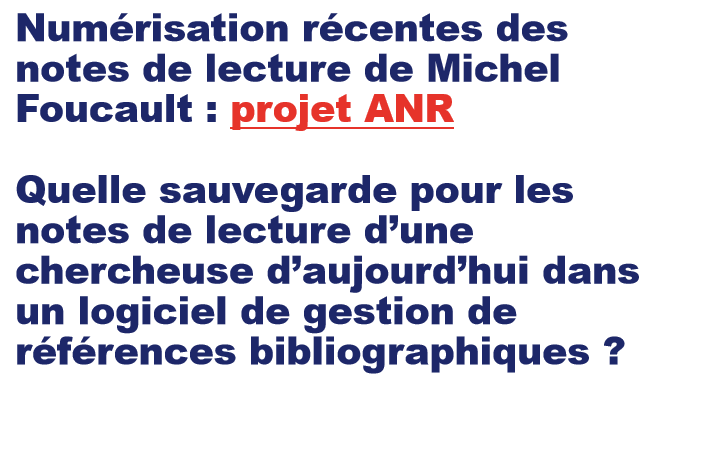 Numérisation récentes des
notes de lecture de Michel
Foucault : projet ANR
Quelle sauvegarde pour les
notes de lecture d’une
chercheuse d’aujourd’hui dans
un logiciel de gestion de
références bibliographiques ?